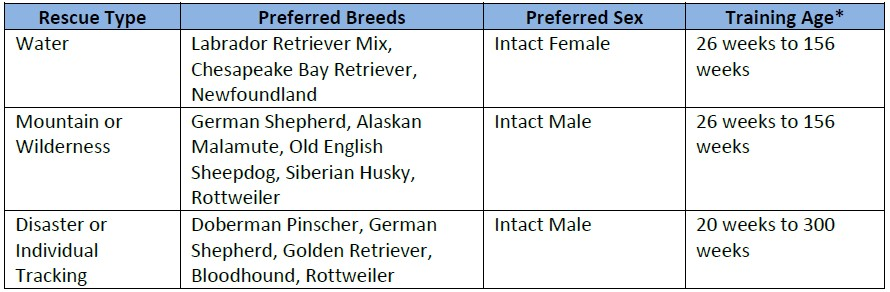 Rescue Type Preferred Breeds Preferred Sex Training Age*
Water Labrador Retriever Mix, Intact Female 26 weeks to 156
Chesapeake Bay Retriever, weeks
Newfoundland
Mountain or German Shepherd, Alaskan Intact Male 26 weeks to 156
Wilderness Malamute, Old English weeks
Sheepdog, Siberian Husky,
Rottweiler
Disaster or Doberman Pinscher, German Intact Male 20 weeks to 300
Individual Shepherd, Golden Retriever, weeks
Tracking Bloodhound, Rottweiler